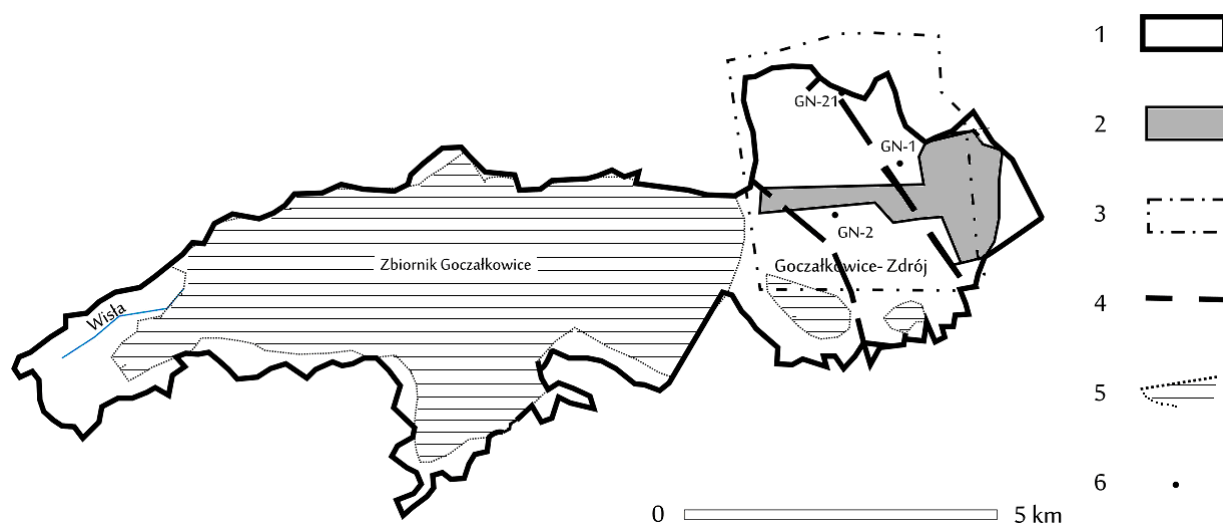 1
GN-21
2
GN-1
3
GN-2
Zbiornik Goczałkowice
Goczałkowice- Zdrój
4
Wisła
5
6
0
5 km